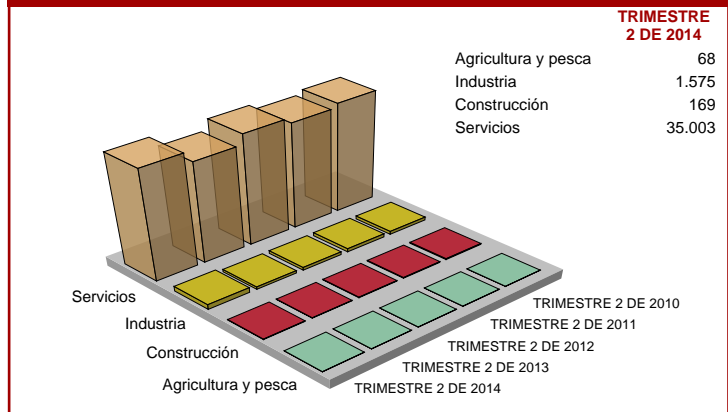 TRIMESTRE
2 DE 2014
Agricultura y pesca 68
Industria 1.575
Construcción 169
Servicios 35.003
Servicios
Industria
Construcción
Agricultura y pesca
TRIMESTRE 2 DE 2010
TRIMESTRE 2 DE 2011
TRIMESTRE 2 DE 2012
TRIMESTRE 2 DE 2013
TRIMESTRE 2 DE 2014